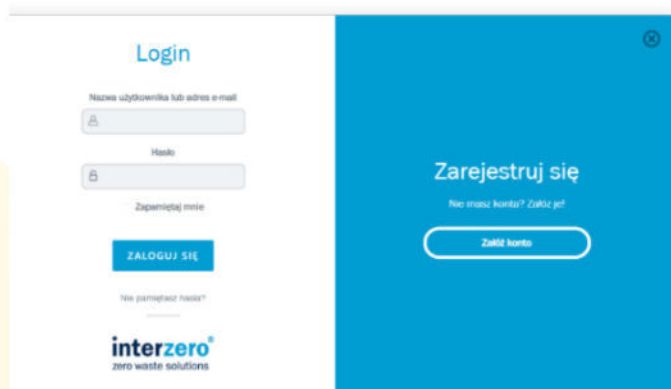 Login
Nazwa użytkownika lub adres e-mail
Hasło
Zapamiętaj mnie
ZALOGUJ SIĘ
Nie pamiętasz hasła?
interzero®
zero waste solutions
Zarejestruj się
Nie masz konta? Załóż je!
Załóż konto